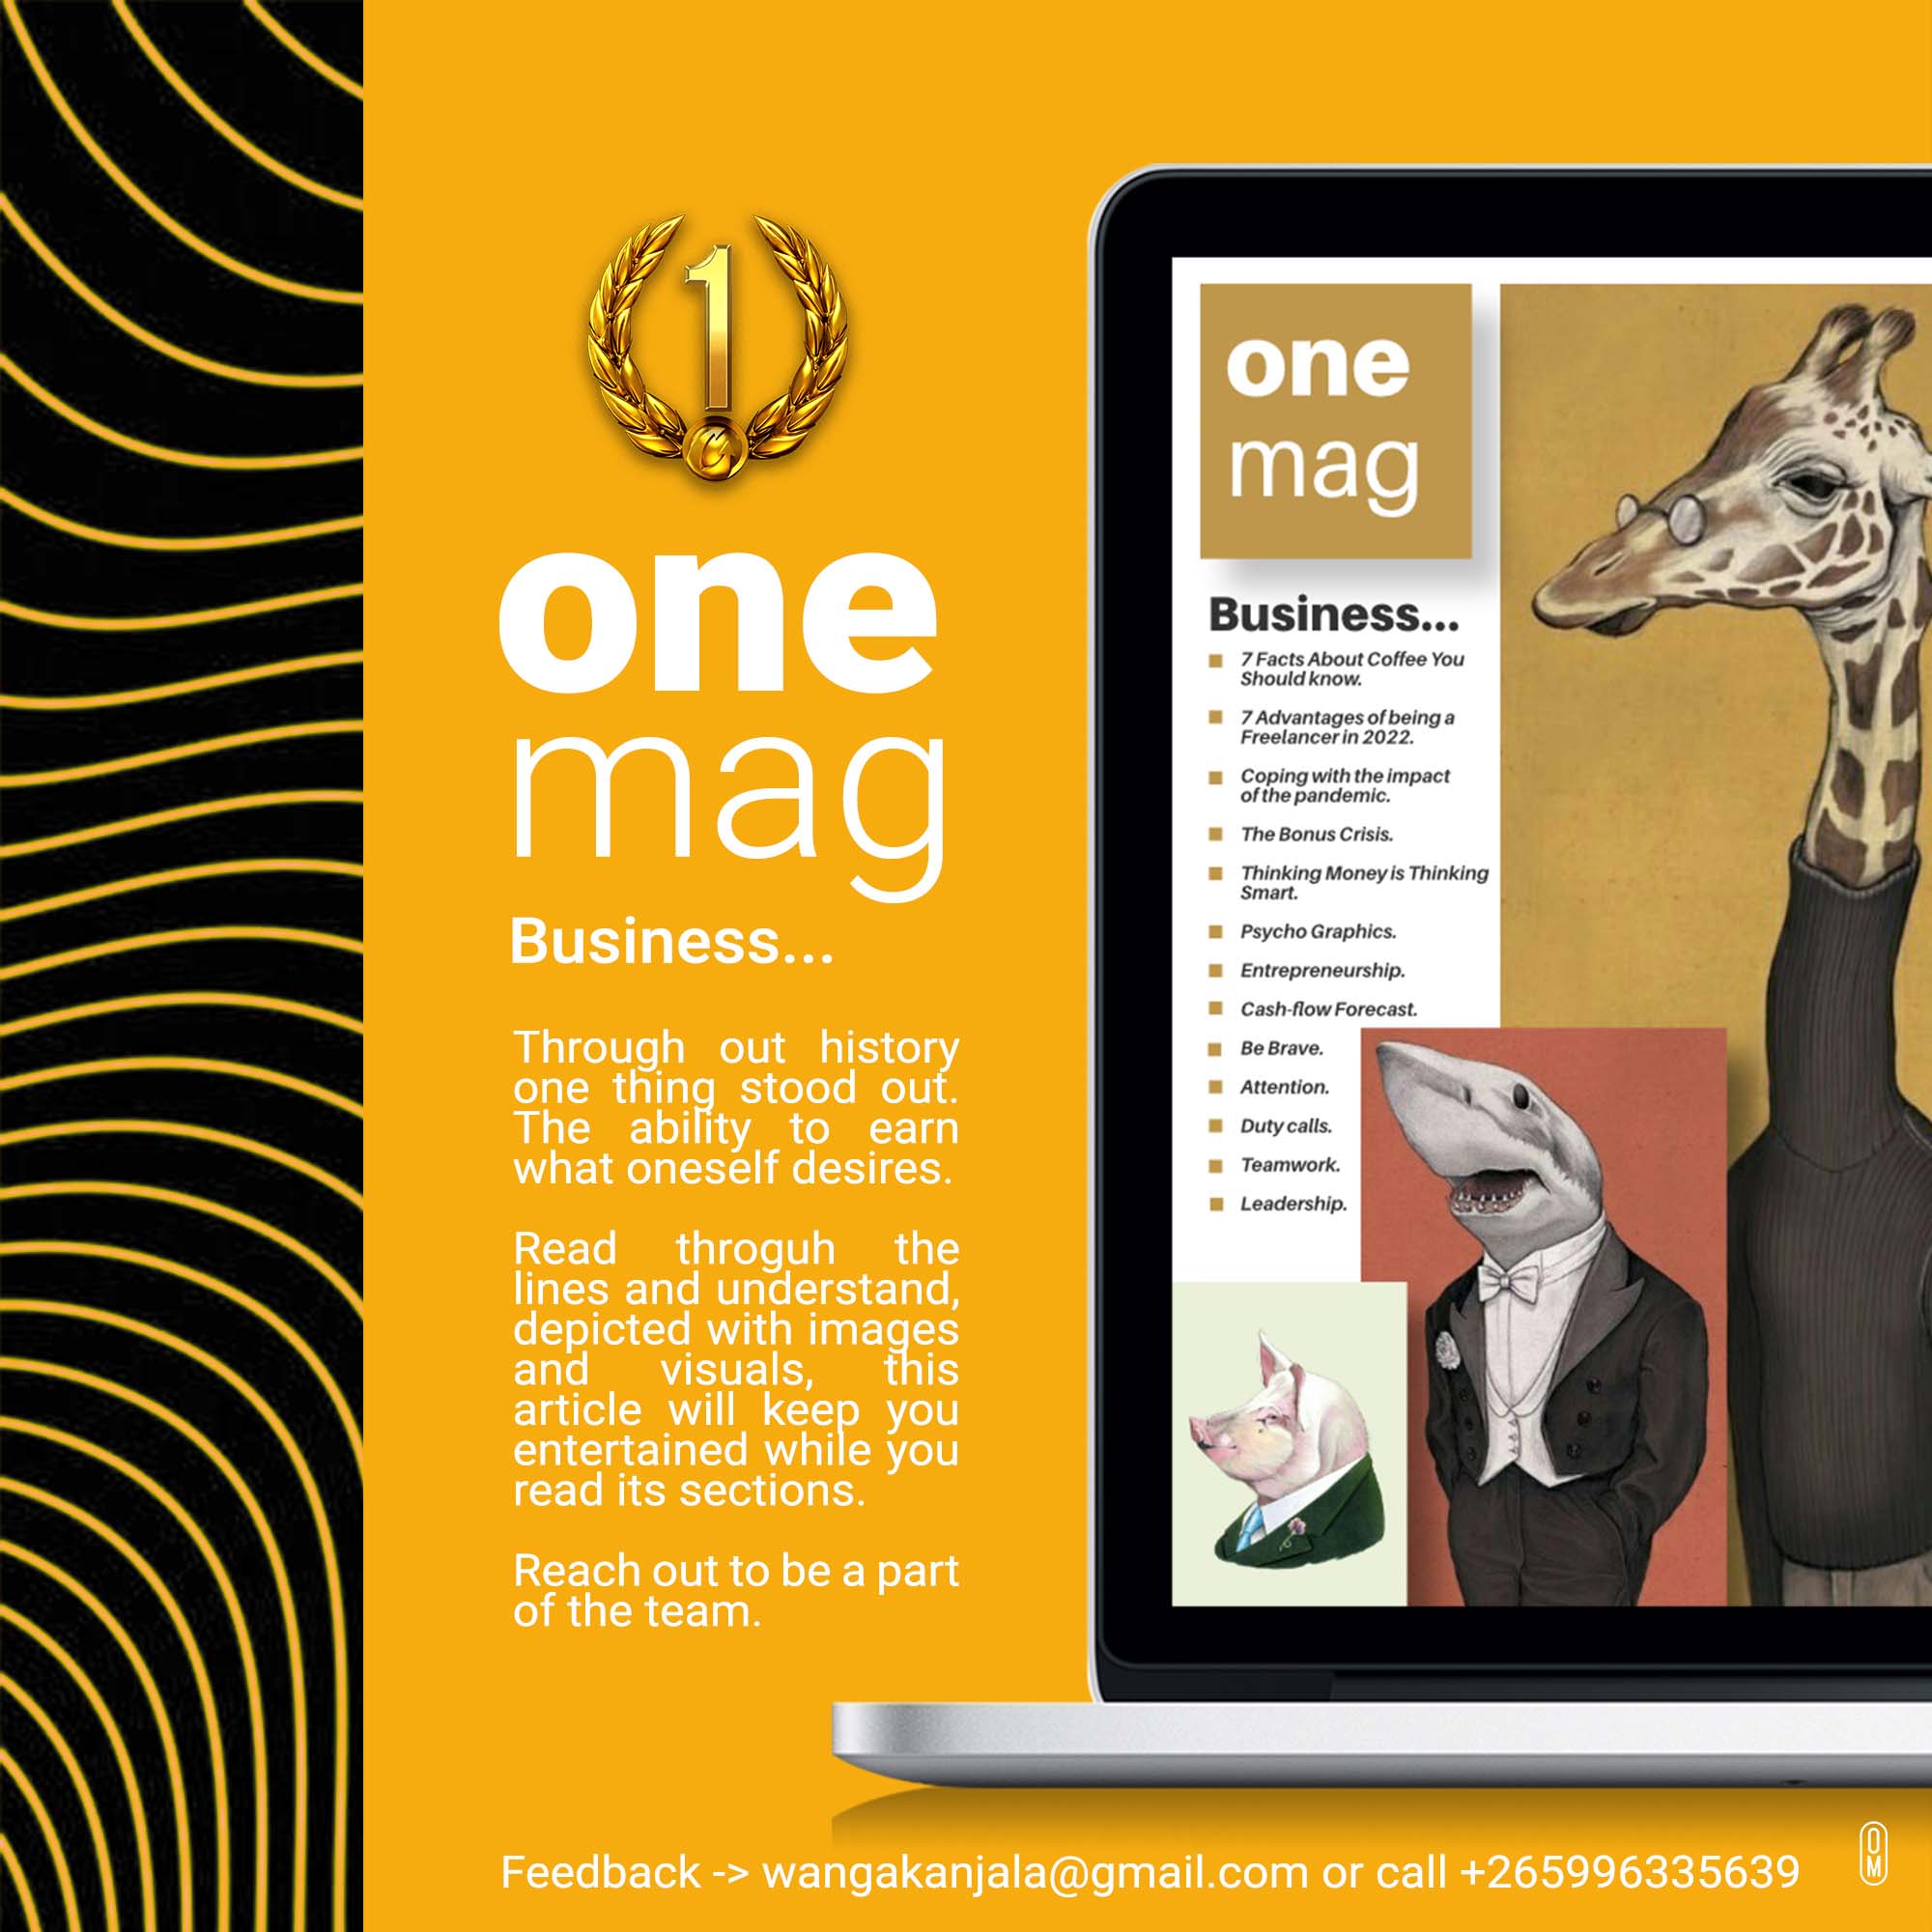 1
one
mag
Business...
Through out history
one thing stood out.
The ability to earn
what oneself desires.
Read throguh the
lines and understand,
depicted with images
and visuals, this
article will keep you
entertained while you
read its sections.
Reach out to be a part
of the team.
one
mag
Business...
7 Facts About Coffee You
Should know.
7 Advantages of being a
Freelancer in 2022.
Coping with the impact
of the pandemic.
The Bonus Crisis.
Thinking Money is Thinking
Smart.
Psycho Graphics.
Entrepreneurship.
Cash-flow Forecast.
Be Brave.
Attention.
Duty calls.
Teamwork.
Leadership.
Feedback -> wangakanjala@gmail.com or call +265996335639
O
M